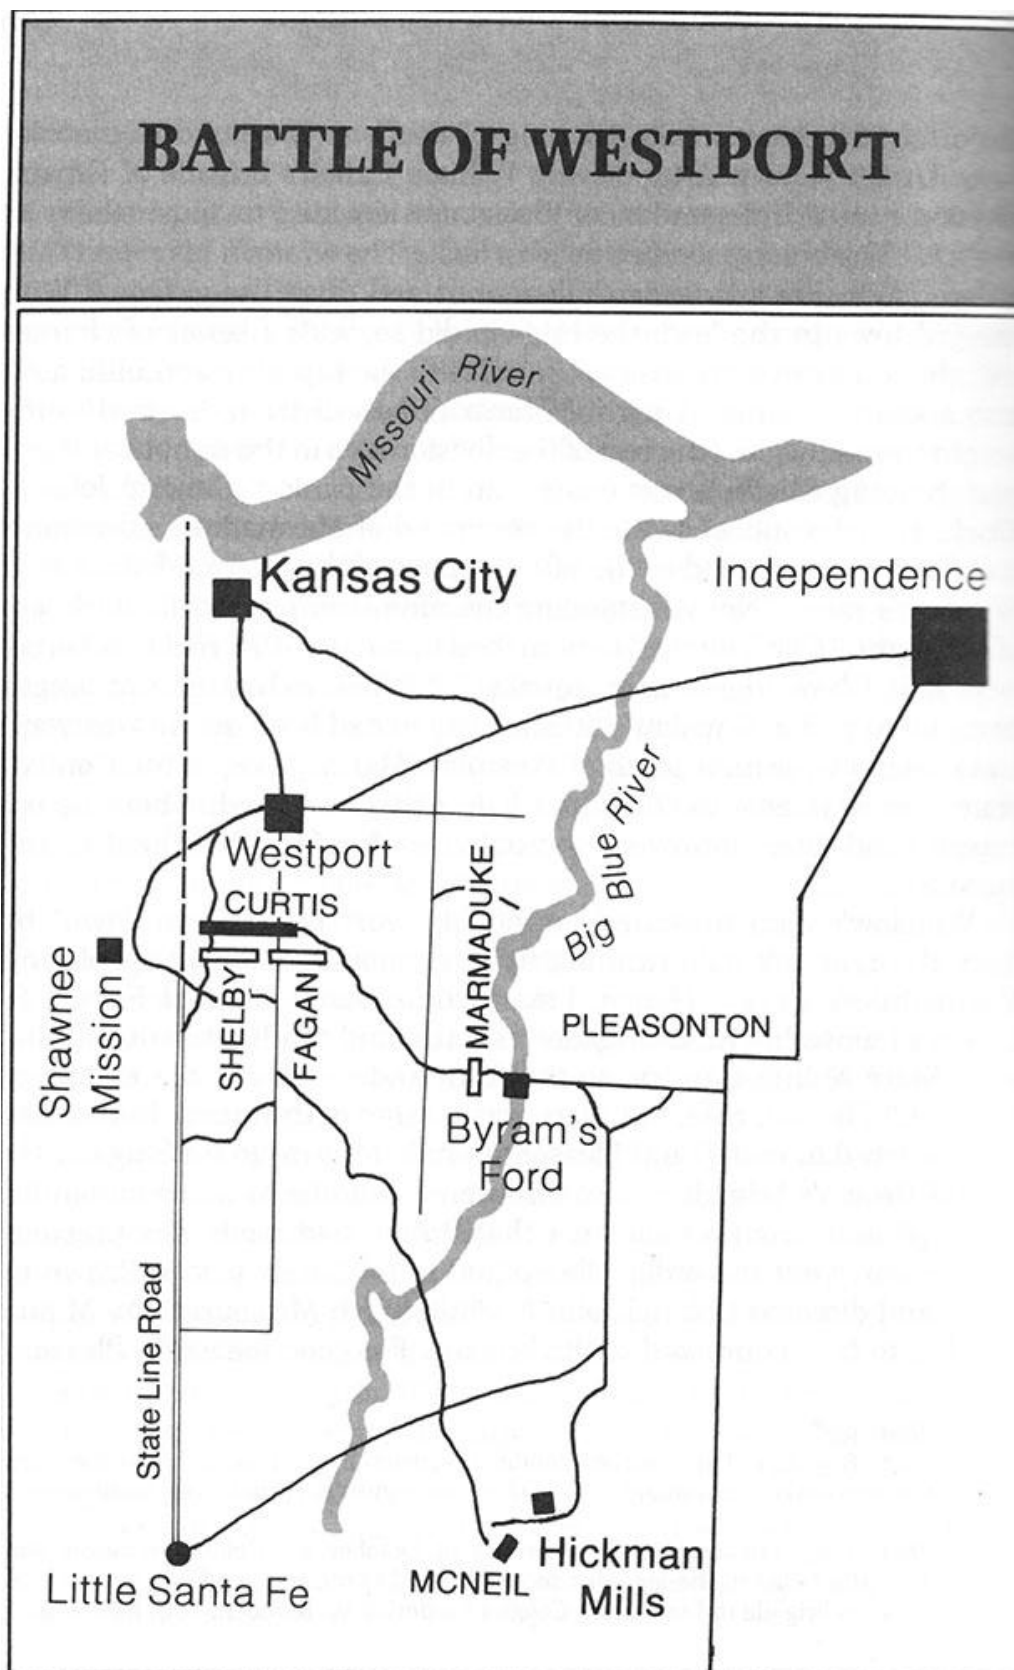 BATTLE OF WESTPORT
Missouri River
Kansas City
Independence
Big Blue River
Westport
CURTIS
MARMADUKE
Shawnee
Mission
SHELBY
FAGAN
PLEASONTON
Byram's
Ford
State Line Road
Little Santa Fe
MCNEIL
Hickman
Mills